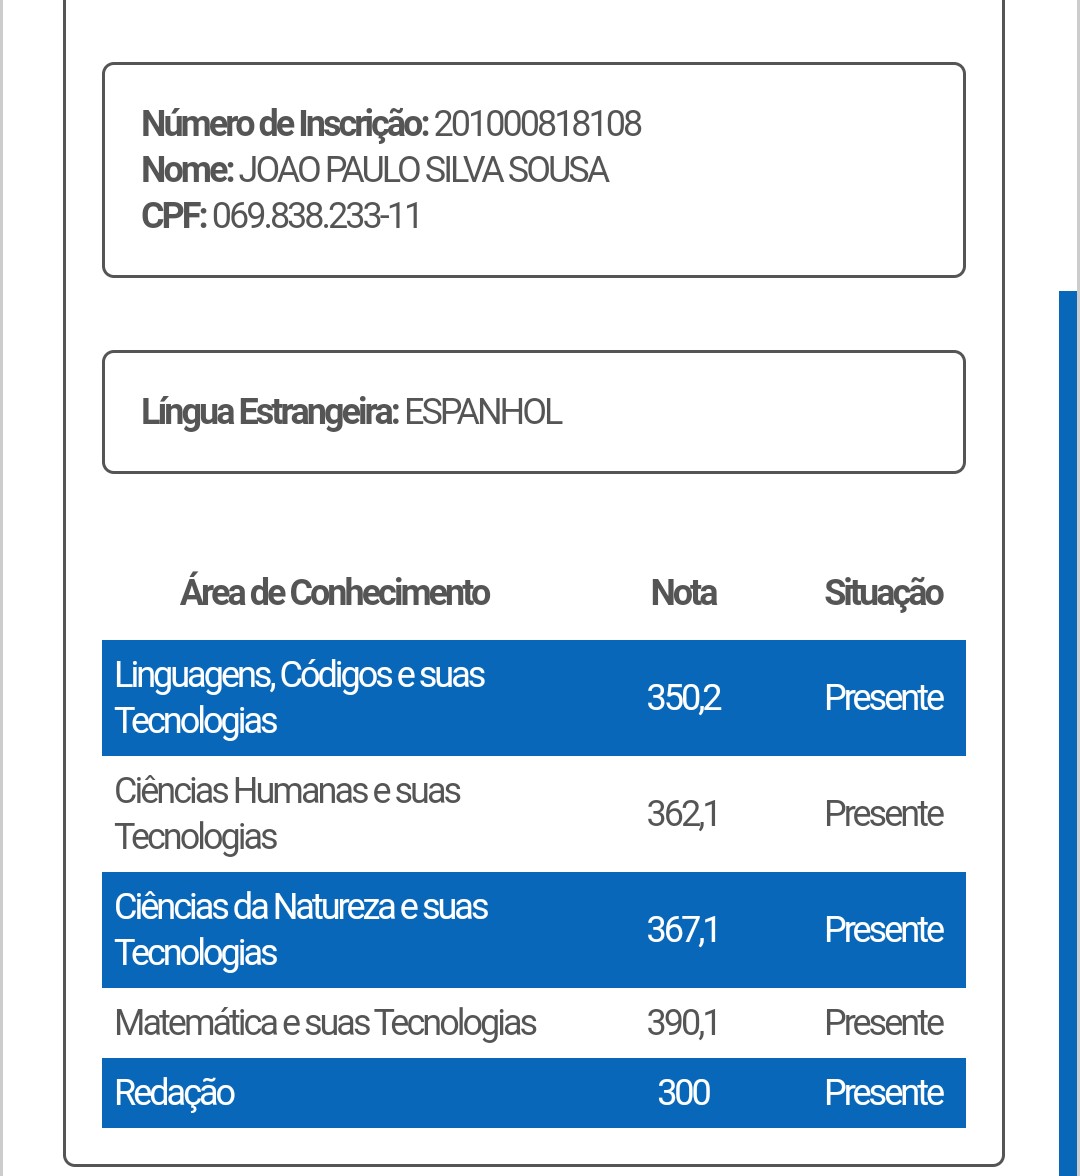 Número de Inscrição: 201000818108
Nome: JOAO PAULO SILVA SOUSA
CPF: 069.838.233-11
Língua Estrangeira: ESPANHOL
Área de Conhecimento Nota Situação
Linguagens, Códigos e suas
Tecnologias 350,2 Presente
Ciências Humanas e suas
Tecnologias 362,1 Presente
Ciências da Natureza e suas
Tecnologias 367,1 Presente
Matemática e suas Tecnologias 390,1 Presente
Redação 300 Presente